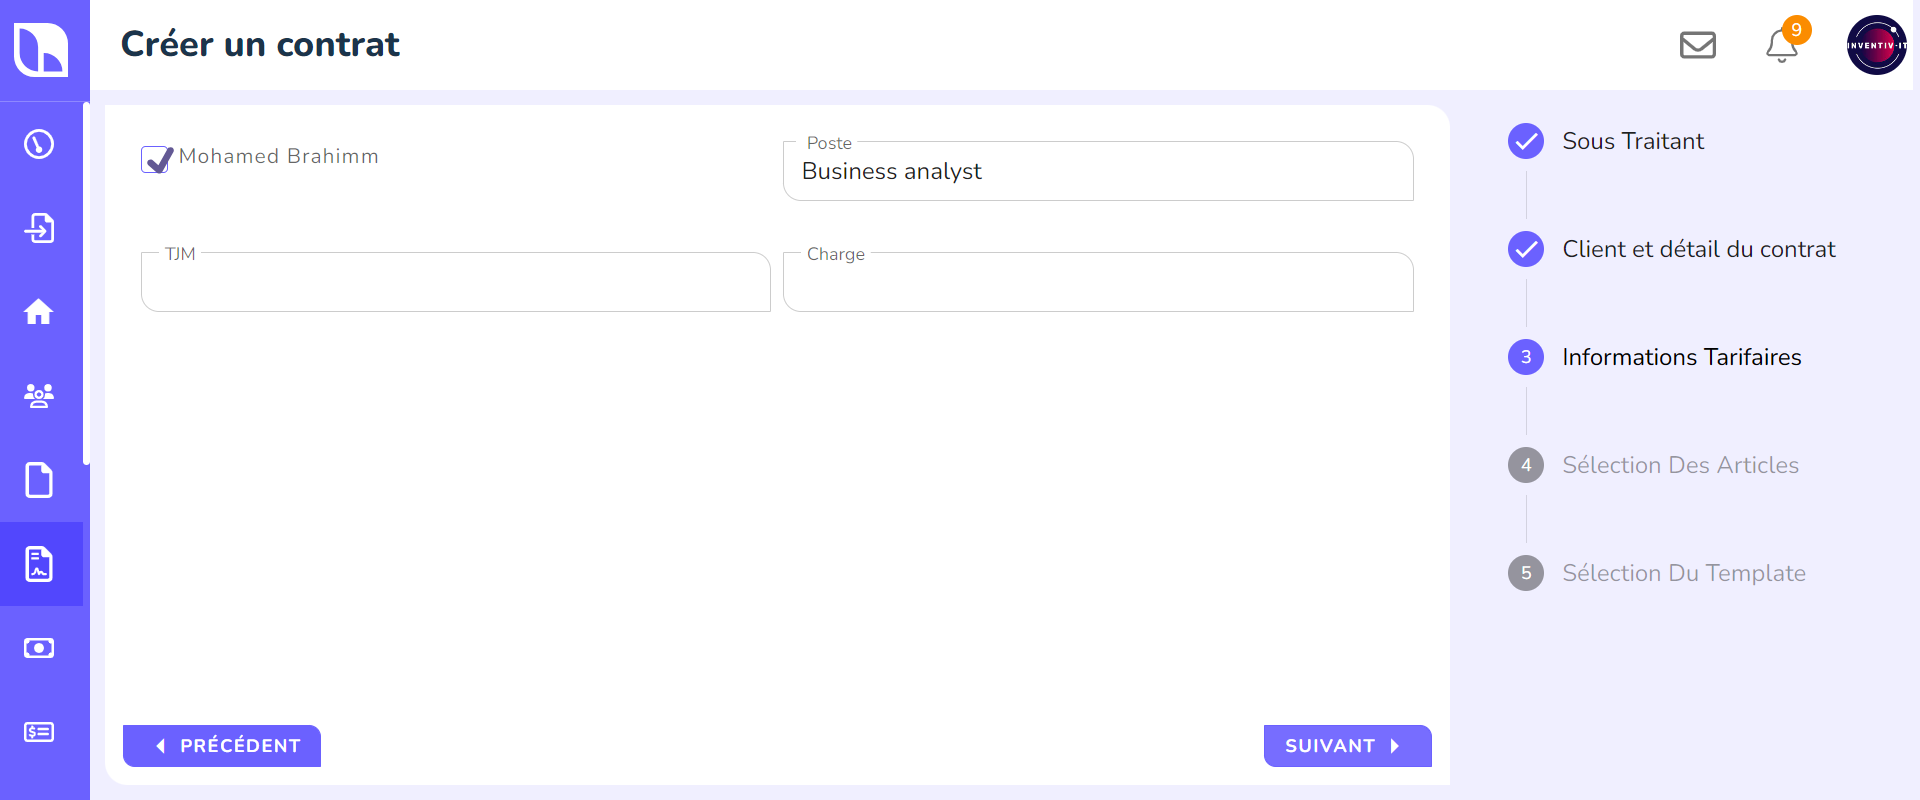 Créer un contrat
9
INVENTIV-IT
Mohamed Brahimm
Poste
Business analyst
TJM
Charge
PRÉCÉDENT
SUIVANT
Sous Traitant
Client et détail du contrat
3
Informations Tarifaires
4
Sélection Des Articles
5
Sélection Du Template